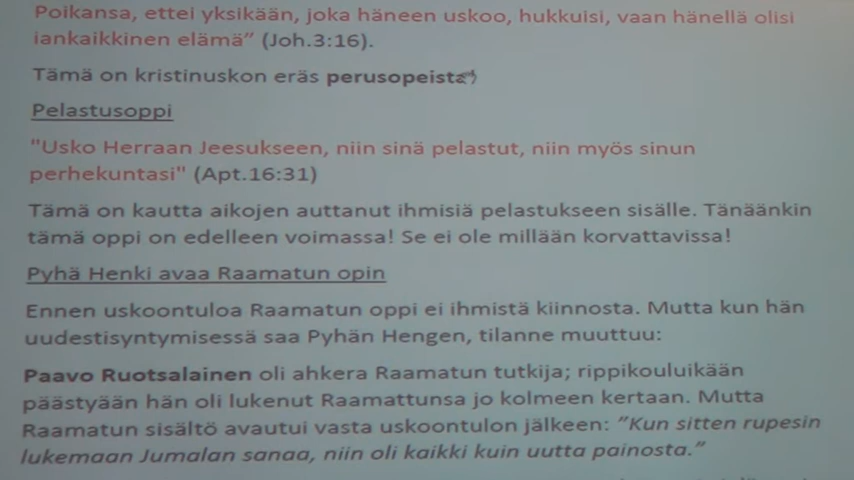 Poikansa, ettei yksikään, joka häneen uskoo, hukkuisi, vaan hänellä olisi
iankaikkinen elämä” (Joh.3:16).
Tämä on kristinuskon eräs perusopeista
Pelastusoppi
"Usko Herraan Jeesukseen, niin sinä pelastut, niin myös sinun
perhekuntasi" (Apt.16:31)
Tämä on kautta aikojen auttanut ihmisiä pelastukseen sisälle. Tänäänkin
tämä oppi on edelleen voimassa! Se ei ole millään korvattavissa!
Pyhä Henki avaa Raamatun opin
Ennen uskoontuloa Raamatun oppi ei ihmistä kiinnosta. Mutta kun hän
uudestisyntymisessä saa Pyhän Hengen, tilanne muuttuu:
Paavo Ruotsalainen oli ahkera Raamatun tutkija; rippikouluikään
päästyään hän oli lukenut Raamattunsa jo kolmeen kertaan. Mutta
Raamatun sisältö avautui vasta uskoontulon jälkeen: ”Kun sitten rupesin
lukemaan Jumalan sanaa, niin oli kaikki kuin uutta painosta.”